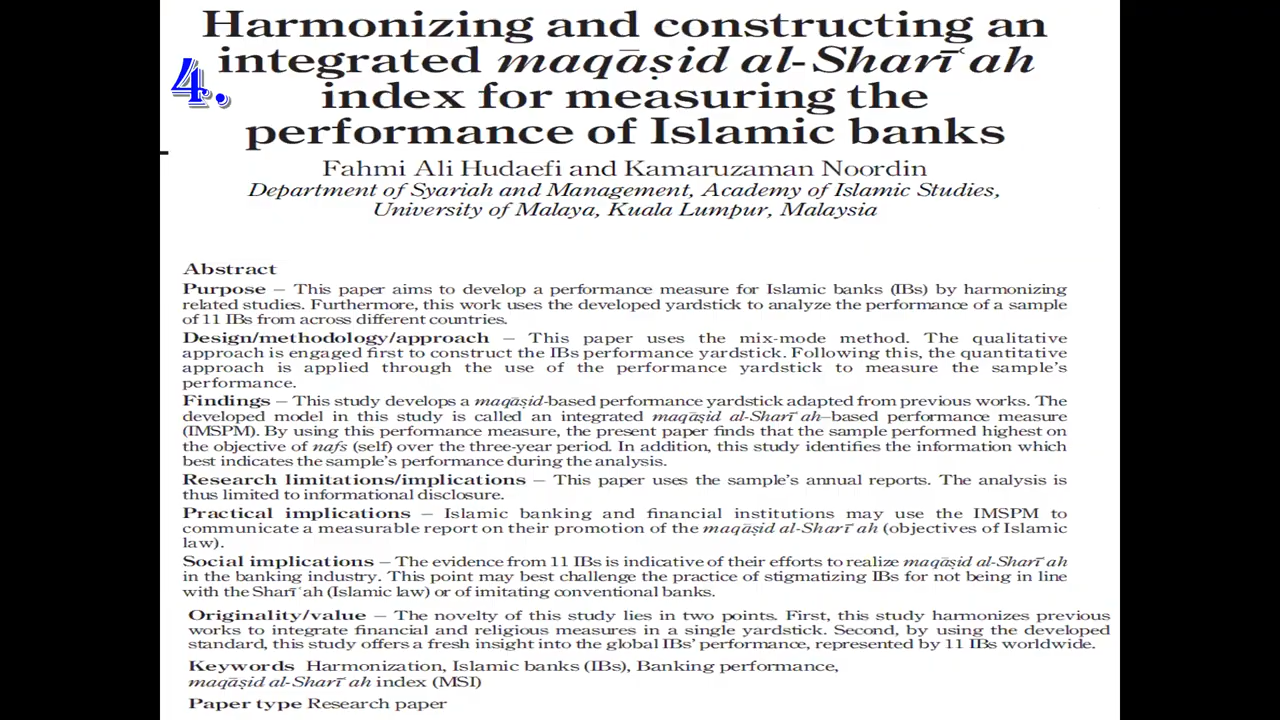 Harmonizing and constructing an
4. integrated maqāṣid al-Sharīʿah
index for measuring the
performance of Islamic banks
Fahmi Ali Hudaefi and Kamaruzaman Noordin
Department of Syariah and Management, Academy of Islamic Studies,
University of Malaya, Kuala Lumpur, Malaysia
Abstract
Purpose – This paper aims to develop a performance measure for Islamic banks (IBs) by harmonizing
related studies. Furthermore, this work uses the developed yardstick to analyze the performance of a sample
of 11 IBs from across different countries.
Design/methodology/approach – This paper uses the mix-mode method. The qualitative
approach is engaged first to construct the IBs performance yardstick. Following this, the quantitative
approach is applied through the use of the performance yardstick to measure the sample's
performance.
Findings – This study develops a maqāṣid-based performance yardstick adapted from previous works. The
developed model in this study is called an integrated maqāṣid al-Sharīʿah–based performance measure
(IMSPM). By using this performance measure, the present paper finds that the sample performed highest on
the objective of nafs (self) over the three-year period. In addition, this study identifies the information which
best indicates the sample's performance during the analysis.
Research limitations/implications – This paper uses the sample's annual reports. The analysis is
thus limited to informational disclosure.
Practical implications – Islamic banking and financial institutions may use the IMSPM to
communicate a measurable report on their promotion of the maqāṣid al-Sharīʿah (objectives of Islamic
law).
Social implications – The evidence from 11 IBs is indicative of their efforts to realize maqāṣid al-Sharīʿah
in the banking industry. This point may best challenge the practice of stigmatizing IBs for not being in line
with the Sharīʿah (Islamic law) or of imitating conventional banks.
Originality/value – The novelty of this study lies in two points. First, this study harmonizes previous
works to integrate financial and religious measures in a single yardstick. Second, by using the developed
standard, this study offers a fresh insight into the global IBs' performance, represented by 11 IBs worldwide.
Keywords Harmonization, Islamic banks (IBs), Banking performance,
maqāṣid al-Sharīʿah index (MSI)
Paper type Research paper